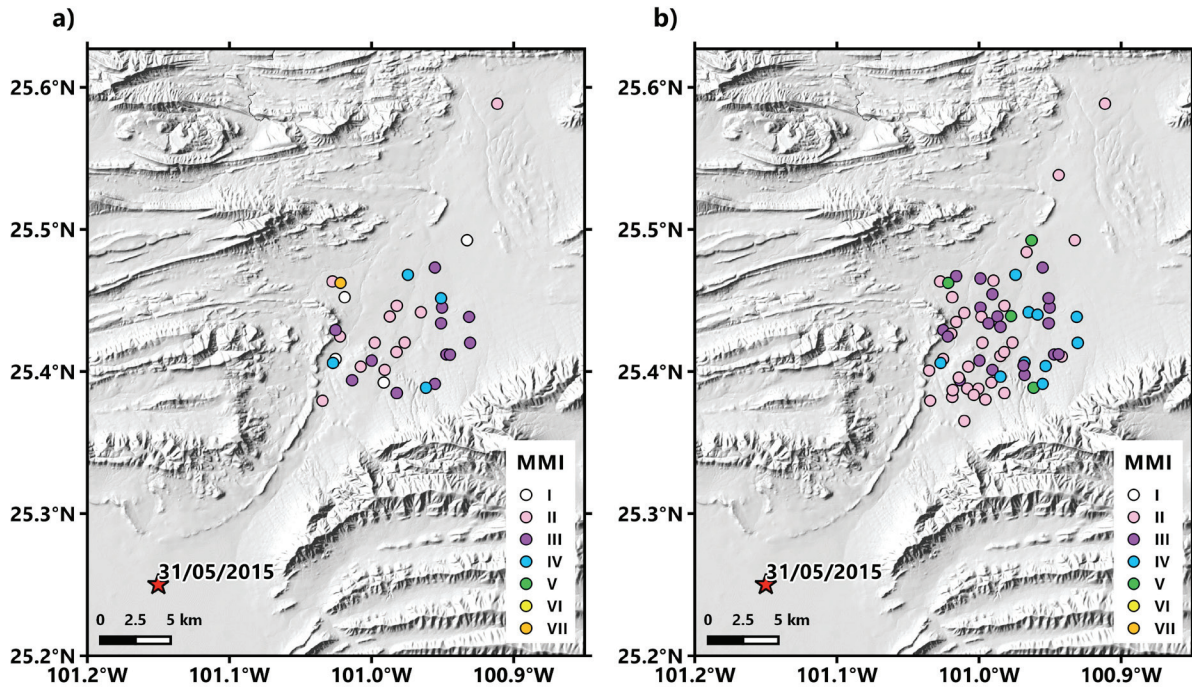 a)
25.6°N
25.5°N
25.4°N
25.3°N
25.2°N
101.2°W 101.1°W 101.0°W 100.9°W
31/05/2015
0 2.5 5 km
MMI
I
II
III
IV
V
VI
VII
b)
25.6°N
25.5°N
25.4°N
25.3°N
25.2°N
101.2°W 101.1°W 101.0°W 100.9°W
31/05/2015
0 2.5 5 km
MMI
I
II
III
IV
V
VI
VII